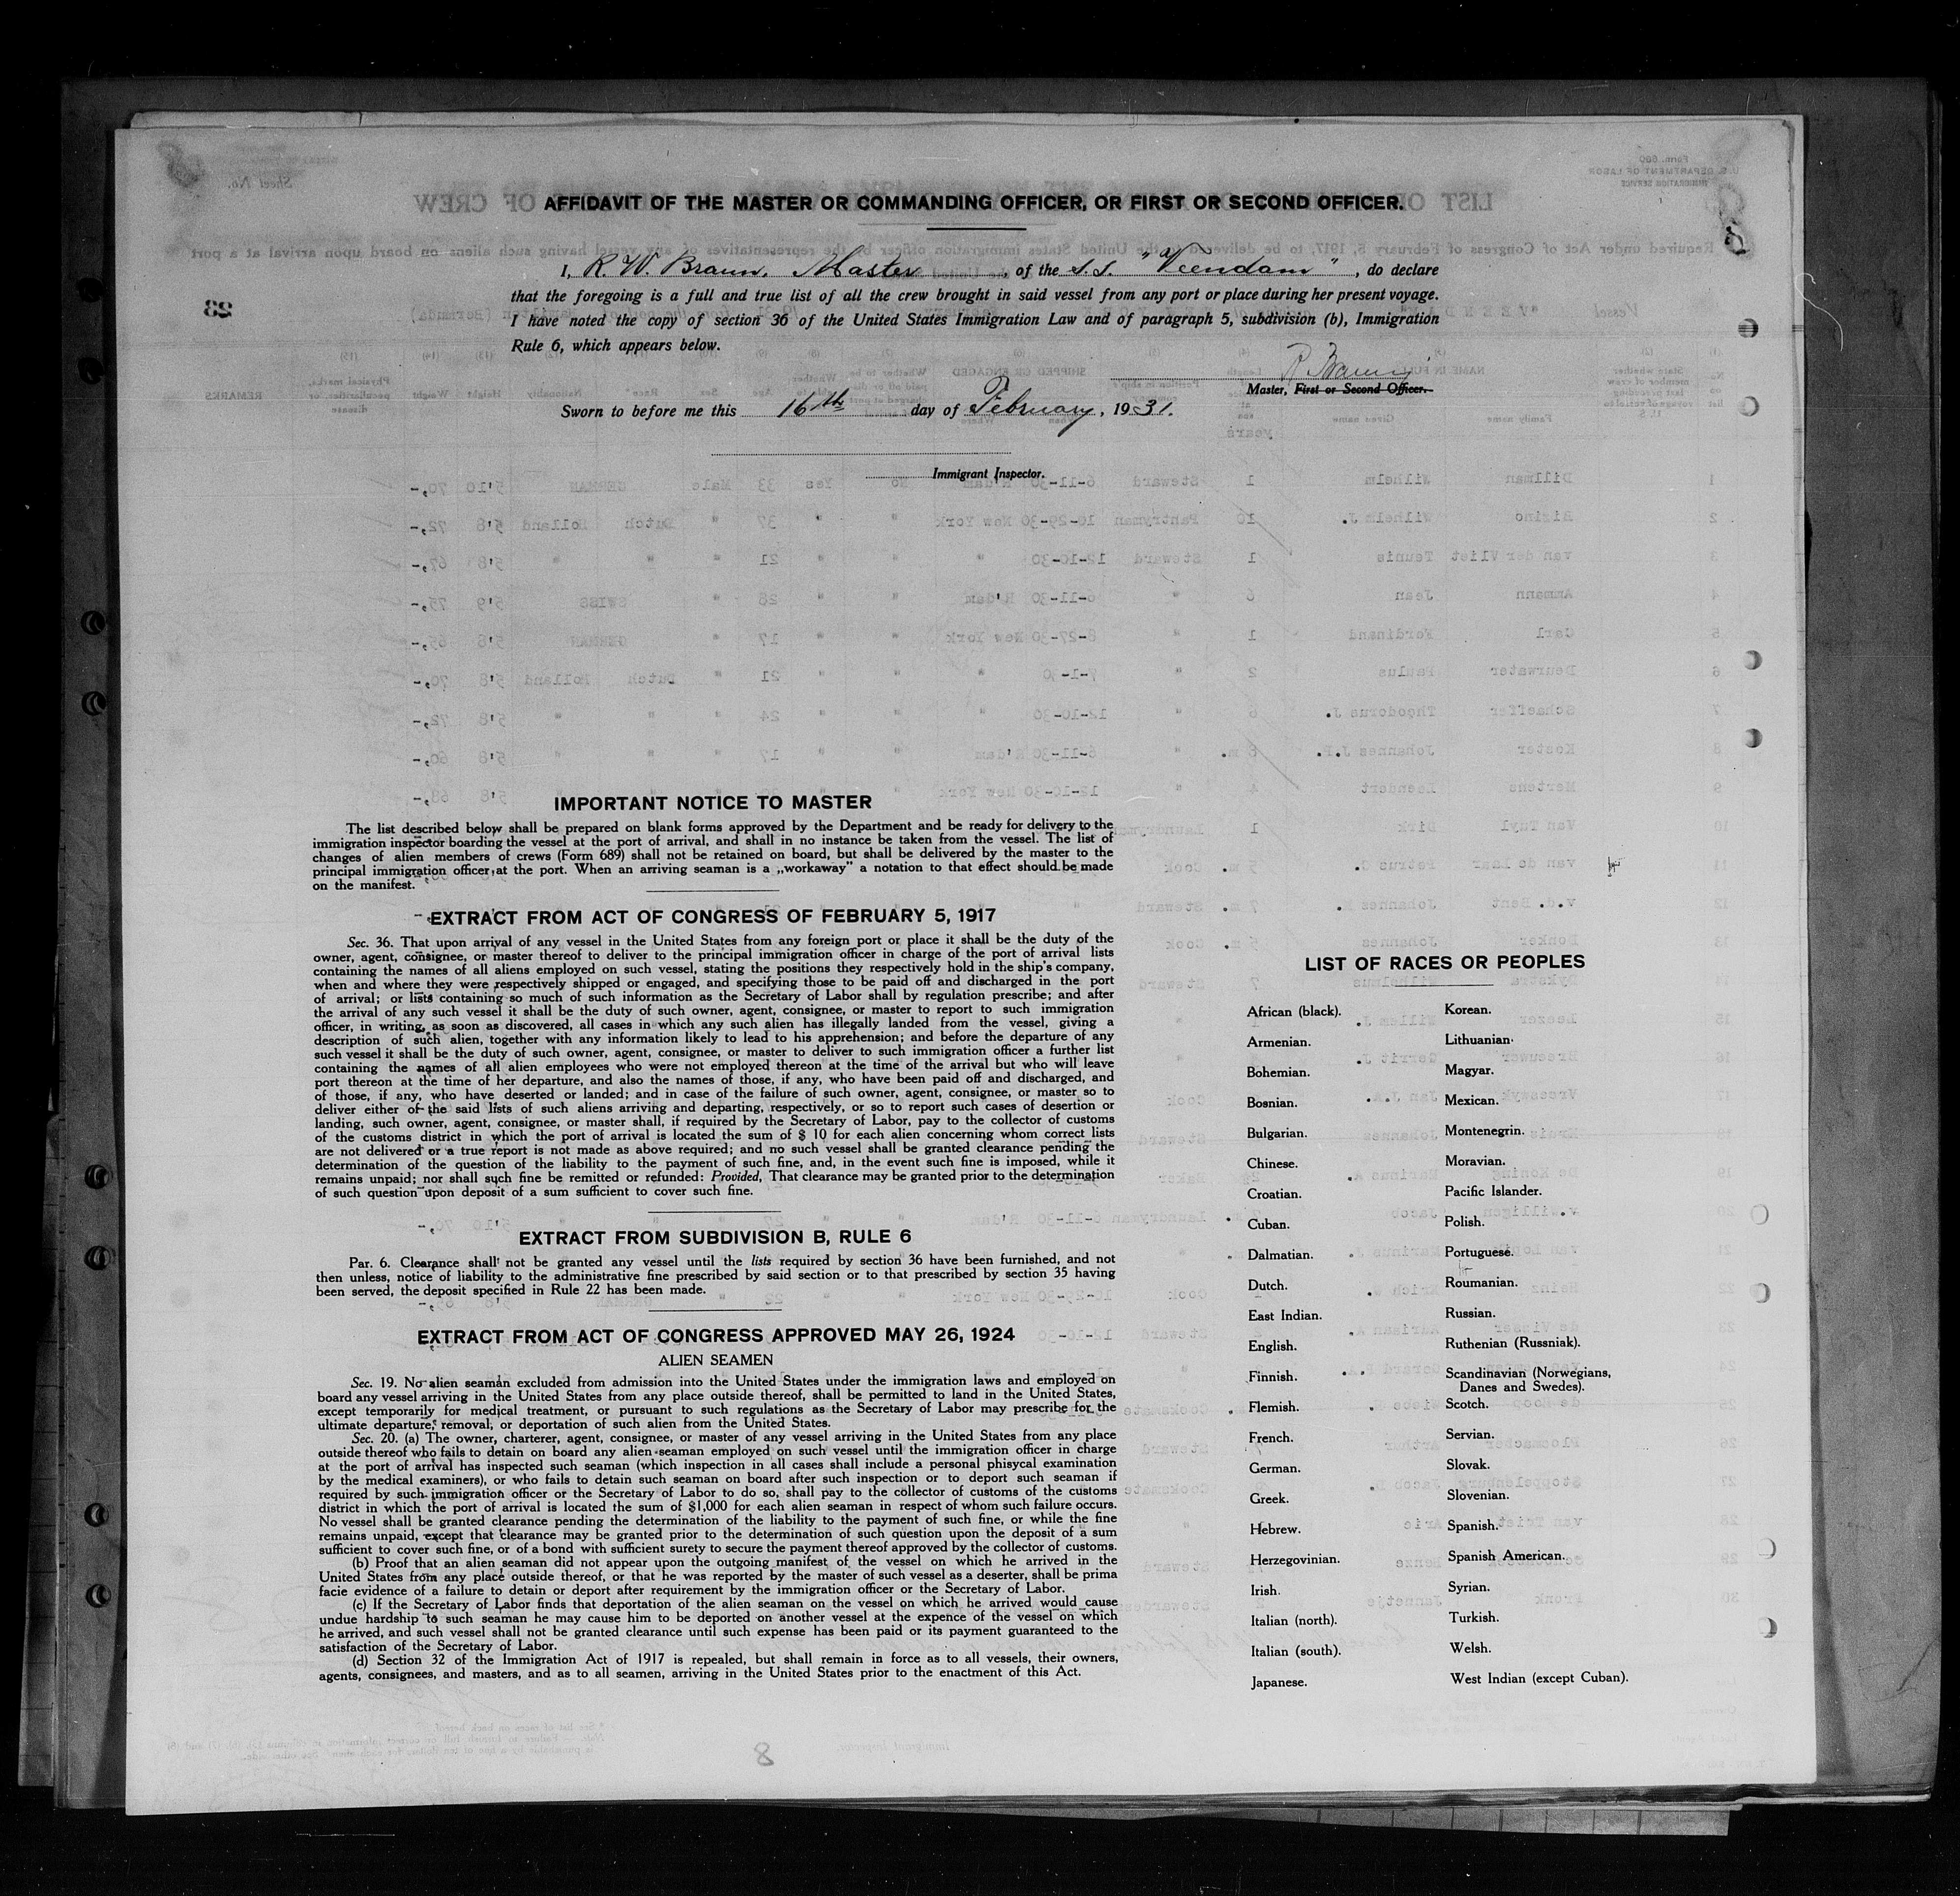 AFFIDAVIT OF THE MASTER OR COMMANDING OFFICER, OR FIRST OR SECOND OFFICER.
I, R. W. Braun, Master, of the S.S. "Veendam", do declare
that the foregoing is a full and true list of all the crew brought in said vessel from any port or place during her present voyage.
I have noted the copy of section 36 of the United States Immigration Law and of paragraph 5, subdivision (b), Immigration
Rule 6, which appears below.
R Braun
Master, First or Second Officer.
Sworn to before me this 16th day of February, 1931.
Immigrant Inspector.
IMPORTANT NOTICE TO MASTER
The list described below shall be prepared on blank forms approved by the Department and be ready for delivery to the
immigration inspector boarding the vessel at the port of arrival, and shall in no instance be taken from the vessel. The list of
changes of alien members of crews (Form 689) shall not be retained on board, but shall be delivered by the master to the
principal immigration officer at the port. When an arriving seaman is a „workaway" a notation to that effect should be made
on the manifest.
EXTRACT FROM ACT OF CONGRESS OF FEBRUARY 5, 1917
Sec. 36. That upon arrival of any vessel in the United States from any foreign port or place it shall be the duty of the
owner, agent, consignee, or master thereof to deliver to the principal immigration officer in charge of the port of arrival lists
containing the names of all aliens employed on such vessel, stating the positions they respectively hold in the ship's company,
when and where they were respectively shipped or engaged, and specifying those to be paid off and discharged in the port
of arrival; or lists containing so much of such information as the Secretary of Labor shall by regulation prescribe; and after
the arrival of any such vessel it shall be the duty of such owner, agent, consignee, or master to report to such immigration
officer, in writing, as soon as discovered, all cases in which any such alien has illegally landed from the vessel, giving a
description of such alien, together with any information likely to lead to his apprehension; and before the departure of any
such vessel it shall be the duty of such owner, agent, consignee, or master to deliver to such immigration officer a further list
containing the names of all alien employees who were not employed thereon at the time of the arrival but who will leave
port thereon at the time of her departure, and also the names of those, if any, who have been paid off and discharged, and
of those, if any, who have deserted or landed; and in case of the failure of such owner, agent, consignee, or master so to
deliver either of the said lists of such aliens arriving and departing, respectively, or so to report such cases of desertion or
landing, such owner, agent, consignee, or master shall, if required by the Secretary of Labor, pay to the collector of customs
of the customs district in which the port of arrival is located the sum of $ 10 for each alien concerning whom correct lists
are not delivered or a true report is not made as above required; and no such vessel shall be granted clearance pending the
determination of the question of the liability to the payment of such fine, and, in the event such fine is imposed, while it
remains unpaid; nor shall such fine be remitted or refunded: Provided, That clearance may be granted prior to the determination
of such question upon deposit of a sum sufficient to cover such fine.
EXTRACT FROM SUBDIVISION B, RULE 6
Par. 6. Clearance shall not be granted any vessel until the lists required by section 36 have been furnished, and not
then unless, notice of liability to the administrative fine prescribed by said section or to that prescribed by section 35 having
been served, the deposit specified in Rule 22 has been made.
EXTRACT FROM ACT OF CONGRESS APPROVED MAY 26, 1924
ALIEN SEAMEN
Sec. 19. No alien seaman excluded from admission into the United States under the immigration laws and employed on
board any vessel arriving in the United States from any place outside thereof, shall be permitted to land in the United States,
except temporarily for medical treatment, or pursuant to such regulations as the Secretary of Labor may prescribe for the
ultimate departure, removal, or deportation of such alien from the United States.
Sec. 20. (a) The owner, charterer, agent, consignee, or master of any vessel arriving in the United States from any place
outside thereof who fails to detain on board any alien seaman employed on such vessel until the immigration officer in charge
at the port of arrival has inspected such seaman (which inspection in all cases shall include a personal phisycal examination
by the medical examiners), or who fails to detain such seaman on board after such inspection or to deport such seaman if
required by such immigration officer or the Secretary of Labor to do so, shall pay to the collector of customs of the customs
district in which the port of arrival is located the sum of $1,000 for each alien seaman in respect of whom such failure occurs.
No vessel shall be granted clearance pending the determination of the liability to the payment of such fine, or while the fine
remains unpaid, except that clearance may be granted prior to the determination of such question upon the deposit of a sum
sufficient to cover such fine, or of a bond with sufficient surety to secure the payment thereof approved by the collector of customs.
(b) Proof that an alien seaman did not appear upon the outgoing manifest of the vessel on which he arrived in the
United States from any place outside thereof, or that he was reported by the master of such vessel as a deserter, shall be prima
facie evidence of a failure to detain or deport after requirement by the immigration officer or the Secretary of Labor.
(c) If the Secretary of Labor finds that deportation of the alien seaman on the vessel on which he arrived would cause
undue hardship to such seaman he may cause him to be deported on another vessel at the expence of the vessel on which
he arrived, and such vessel shall not be granted clearance until such expense has been paid or its payment guaranteed to the
satisfaction of the Secretary of Labor.
(d) Section 32 of the Immigration Act of 1917 is repealed, but shall remain in force as to all vessels, their owners,
agents, consignees, and masters, and as to all seamen, arriving in the United States prior to the enactment of this Act.
LIST OF RACES OR PEOPLES
African (black).
Armenian.
Bohemian.
Bosnian.
Bulgarian.
Chinese.
Croatian.
Cuban.
Dalmatian.
Dutch.
East Indian.
English.
Finnish.
Flemish.
French.
German.
Greek.
Hebrew.
Herzegovinian.
Irish.
Italian (north).
Italian (south).
Japanese.
Korean.
Lithuanian.
Magyar.
Mexican.
Montenegrin.
Moravian.
Pacific Islander.
Polish.
Portuguese.
Roumanian.
Russian.
Ruthenian (Russniak).
Scandinavian (Norwegians,
Danes and Swedes).
Scotch.
Servian.
Slovak.
Slovenian.
Spanish.
Spanish American.
Syrian.
Turkish.
Welsh.
West Indian (except Cuban).
8